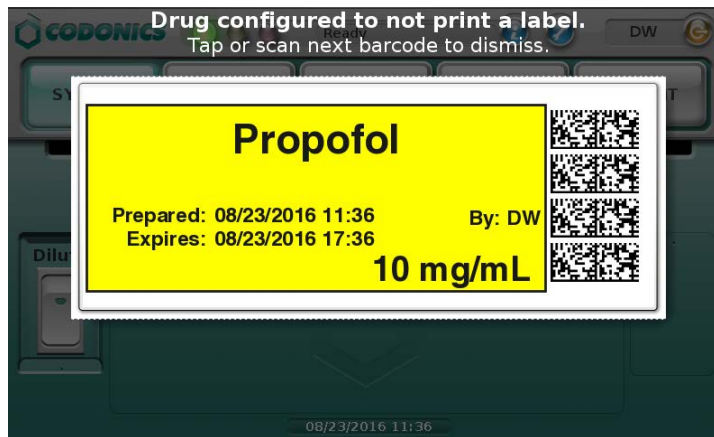 Drug configured to not print a label.
Tap or scan next barcode to dismiss.
CODONICS
Ready
DW
SY
T
Propofol
Prepared: 08/23/2016 11:36
By: DW
Expires: 08/23/2016 17:36
10 mg/mL
Dilu
08/23/2016 11:36